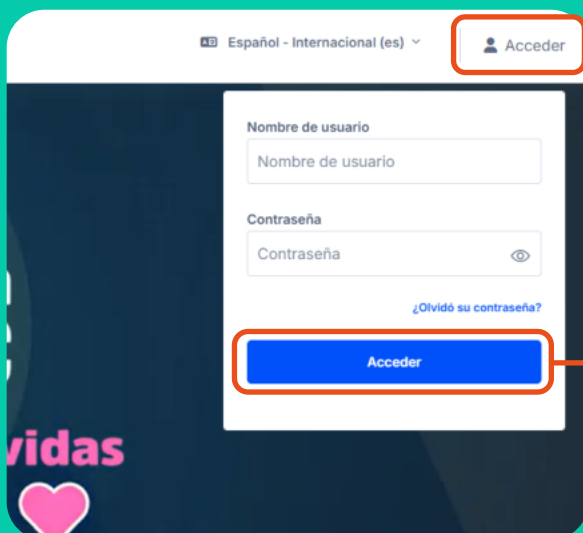 Español - Internacional (es)
Acceder
Nombre de usuario
Nombre de usuario
Contraseña
Contraseña
¿Olvidó su contraseña?
Acceder
vidas